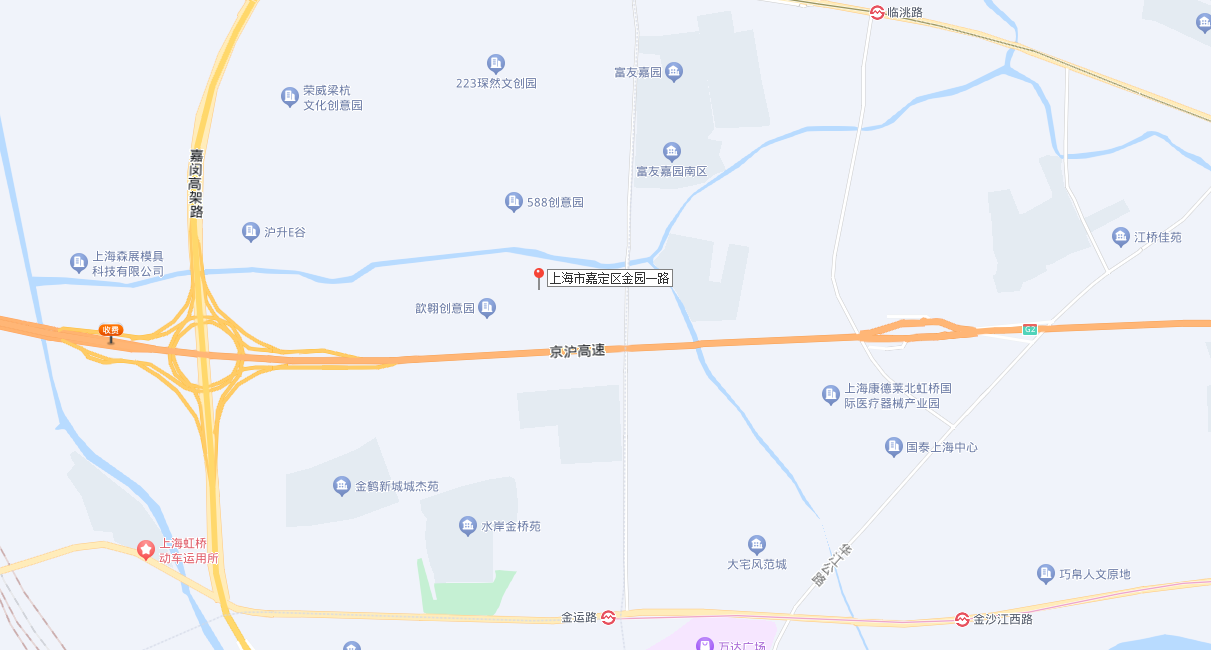 临洮路
富友嘉园
223琛然文创园
荣威梁杭
文化创意园
嘉闵高架路
富友嘉园南区
588创意园
沪升E谷
江桥佳苑
上海森展模具
科技有限公司
上海市嘉定区金园一路
歆翱创意园
收费
G2
京沪高速
上海康德莱北虹桥国
际医疗器械产业园
国泰上海中心
金鹤新城城杰苑
水岸金桥苑
上海虹桥
动车运用所
大宅风范城
华江公路
巧帛人文原地
金运路
金沙江西路
万达广场